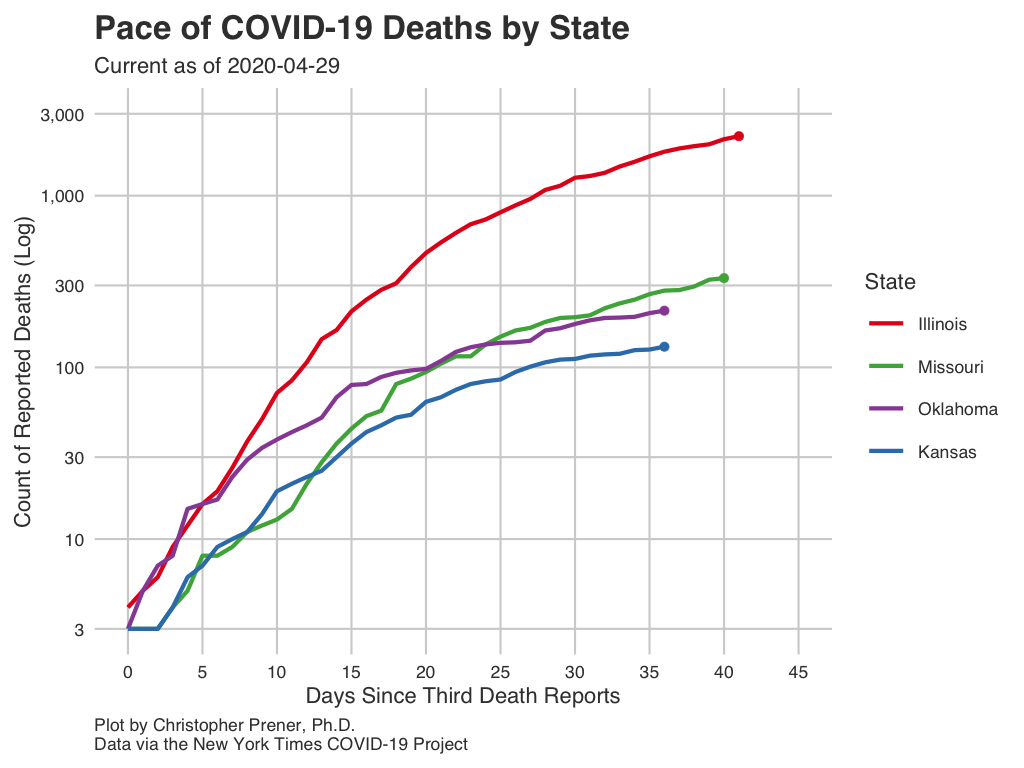 Pace of COVID-19 Deaths by State
Current as of 2020-04-29
Count of Reported Deaths (Log)
3,000
1,000
300
100
30
10
3
0 5 10 15 20 25 30 35 40 45
Days Since Third Death Reports
State
Illinois
Missouri
Oklahoma
Kansas
Plot by Christopher Prener, Ph.D.
Data via the New York Times COVID-19 Project